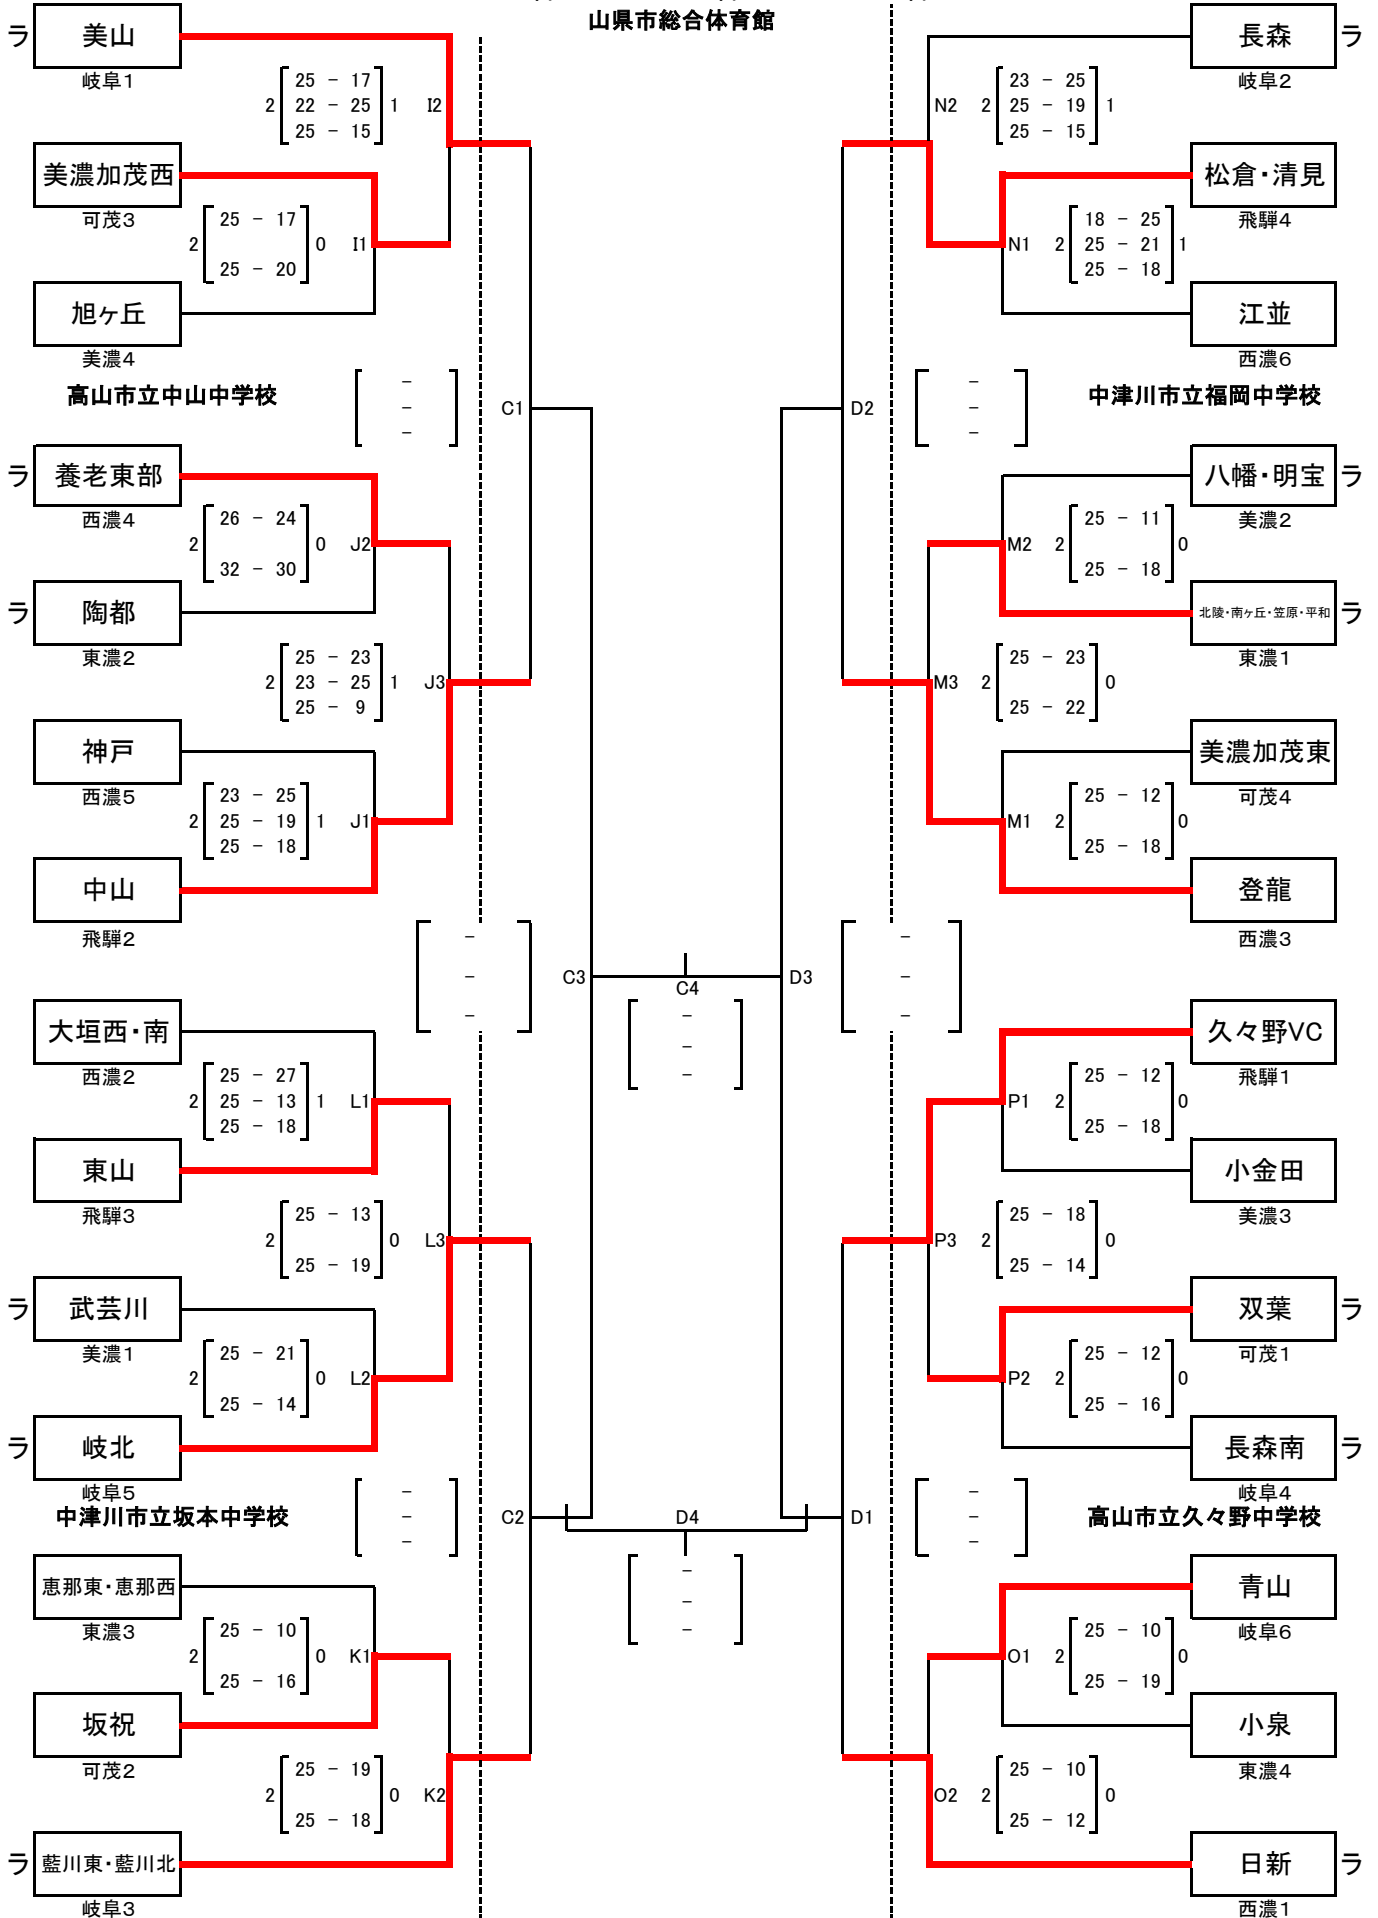 山県市総合体育館
ラ 美山
岐阜1
2 25 - 17 1 I2
22 - 25
25 - 15
美濃加茂西
可茂3
2 25 - 17 0 I1
25 - 20
旭ヶ丘
美濃4
高山市立中山中学校
- - - C1
ラ 養老東部
西濃4
2 26 - 24 0 J2
32 - 30
ラ 陶都
東濃2
2 25 - 23 1 J3
23 - 25
25 - 9
神戸
西濃5
2 23 - 25 1 J1
25 - 19
25 - 18
中山
飛騨2
- - - C3
大垣西・南
西濃2
2 25 - 27 1 L1
25 - 13
25 - 18
東山
飛騨3
2 25 - 13 0 L3
25 - 19
ラ 武芸川
美濃1
2 25 - 21 0 L2
25 - 14
ラ 岐北
岐阜5
中津川市立坂本中学校
- - - C2
恵那東・恵那西
東濃3
2 25 - 10 0 K1
25 - 16
坂祝
可茂2
2 25 - 19 0 K2
25 - 18
ラ 藍川東・藍川北
岐阜3
C4
- - -
D4
- - -
長森 ラ
岐阜2
N2 2 23 - 25 1
25 - 19
25 - 15
松倉・清見
飛騨4
N1 2 18 - 25 1
25 - 21
25 - 18
江並
西濃6
中津川市立福岡中学校
D2 - - -
八幡・明宝 ラ
美濃2
M2 2 25 - 11 0
25 - 18
北陵・南ヶ丘・笠原・平和 ラ
東濃1
M3 2 25 - 23 0
25 - 22
美濃加茂東
可茂4
M1 2 25 - 12 0
25 - 18
登龍
西濃3
D3 - - -
久々野VC
飛騨1
P1 2 25 - 12 0
25 - 18
小金田
美濃3
P3 2 25 - 18 0
25 - 14
双葉 ラ
可茂1
P2 2 25 - 12 0
25 - 16
長森南 ラ
岐阜4
高山市立久々野中学校
D1 - - -
青山
岐阜6
O1 2 25 - 10 0
25 - 19
小泉
東濃4
O2 2 25 - 10 0
25 - 12
日新 ラ
西濃1